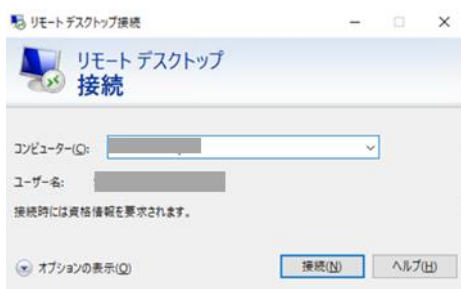 リモート デスクトップ接続
リモート デスクトップ
接続
コンピューター(C):
ユーザー名:
接続時には資格情報を要求されます。
オプションの表示(O) 接続(N) ヘルプ(H)